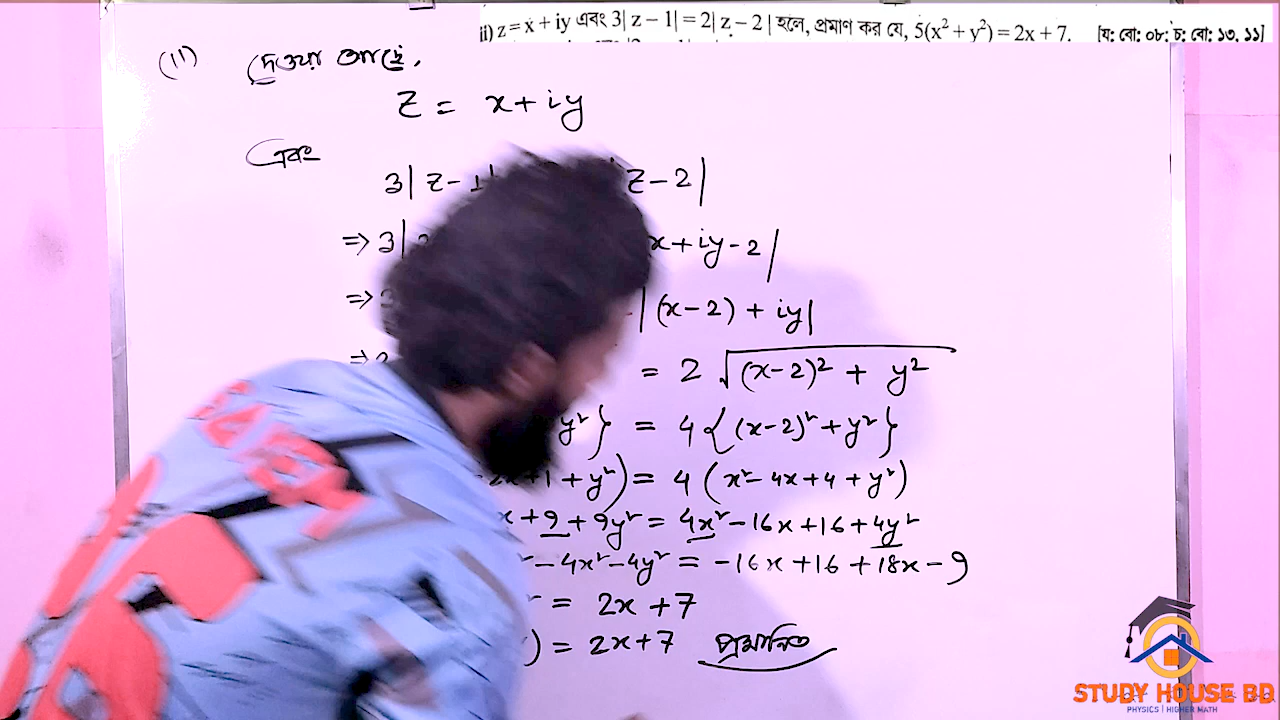 ii) z = x + iy এবং 3| z − 1| = 2| z − 2 | হলে, প্রমাণ কর যে, 5(x² + y²) = 2x + 7. [য: বো: ০৮; চ: বো: ১৩, ১১]
(ii) দেওয়া আছে,
z = x + iy
এবং
3| z − 1| z − 2 |
⇒ 3| x + iy − 2 |
⇒ |(x − 2) + iy|
⇒ = 2 √(x−2)² + y²
y²} = 4 {(x−2)² + y²}
2x + 1 + y²) = 4 (x² − 4x + 4 + y²)
x + 9 + 9y² = 4x² − 16x + 16 + 4y²
− 4x² − 4y² = −16x + 16 + 18x − 9
= 2x + 7
) = 2x + 7 প্রমাণিত
STUDY HOUSE BD
PHYSICS | HIGHER MATH